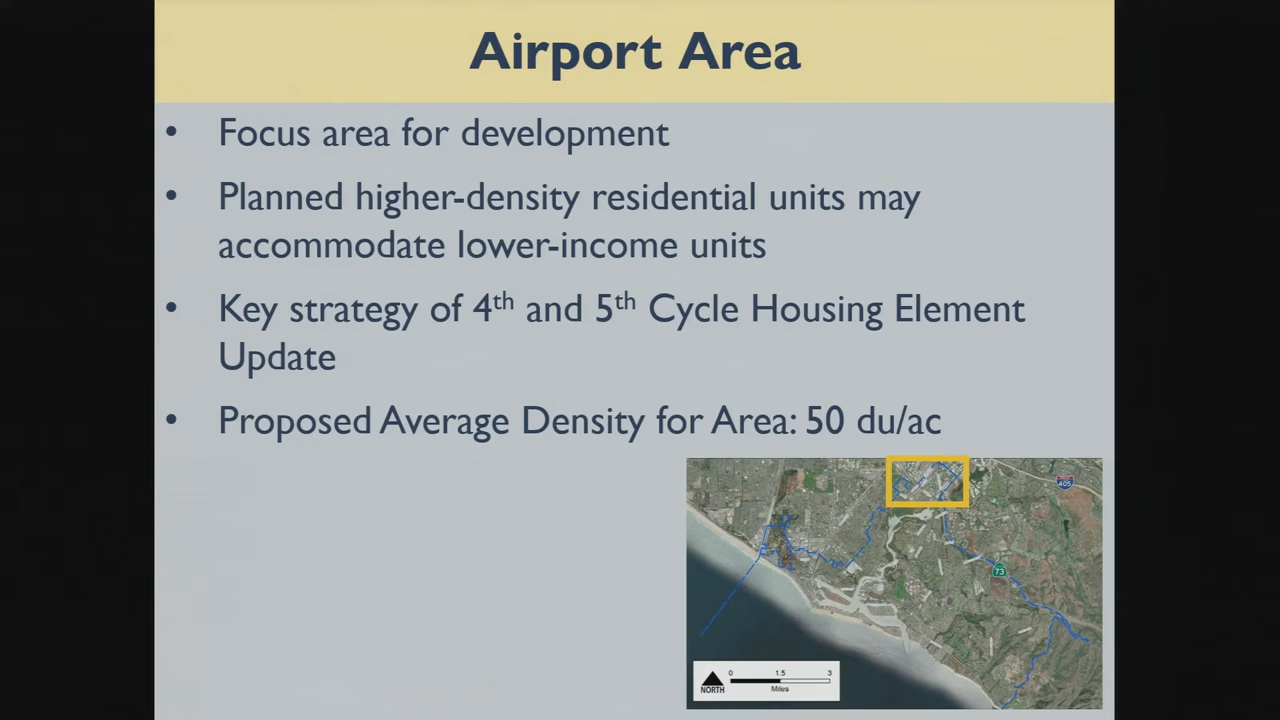 Airport Area
• Focus area for development
• Planned higher-density residential units may
accommodate lower-income units
• Key strategy of 4th and 5th Cycle Housing Element
Update
• Proposed Average Density for Area: 50 du/ac
405
73
0 1.5 3
Miles
NORTH